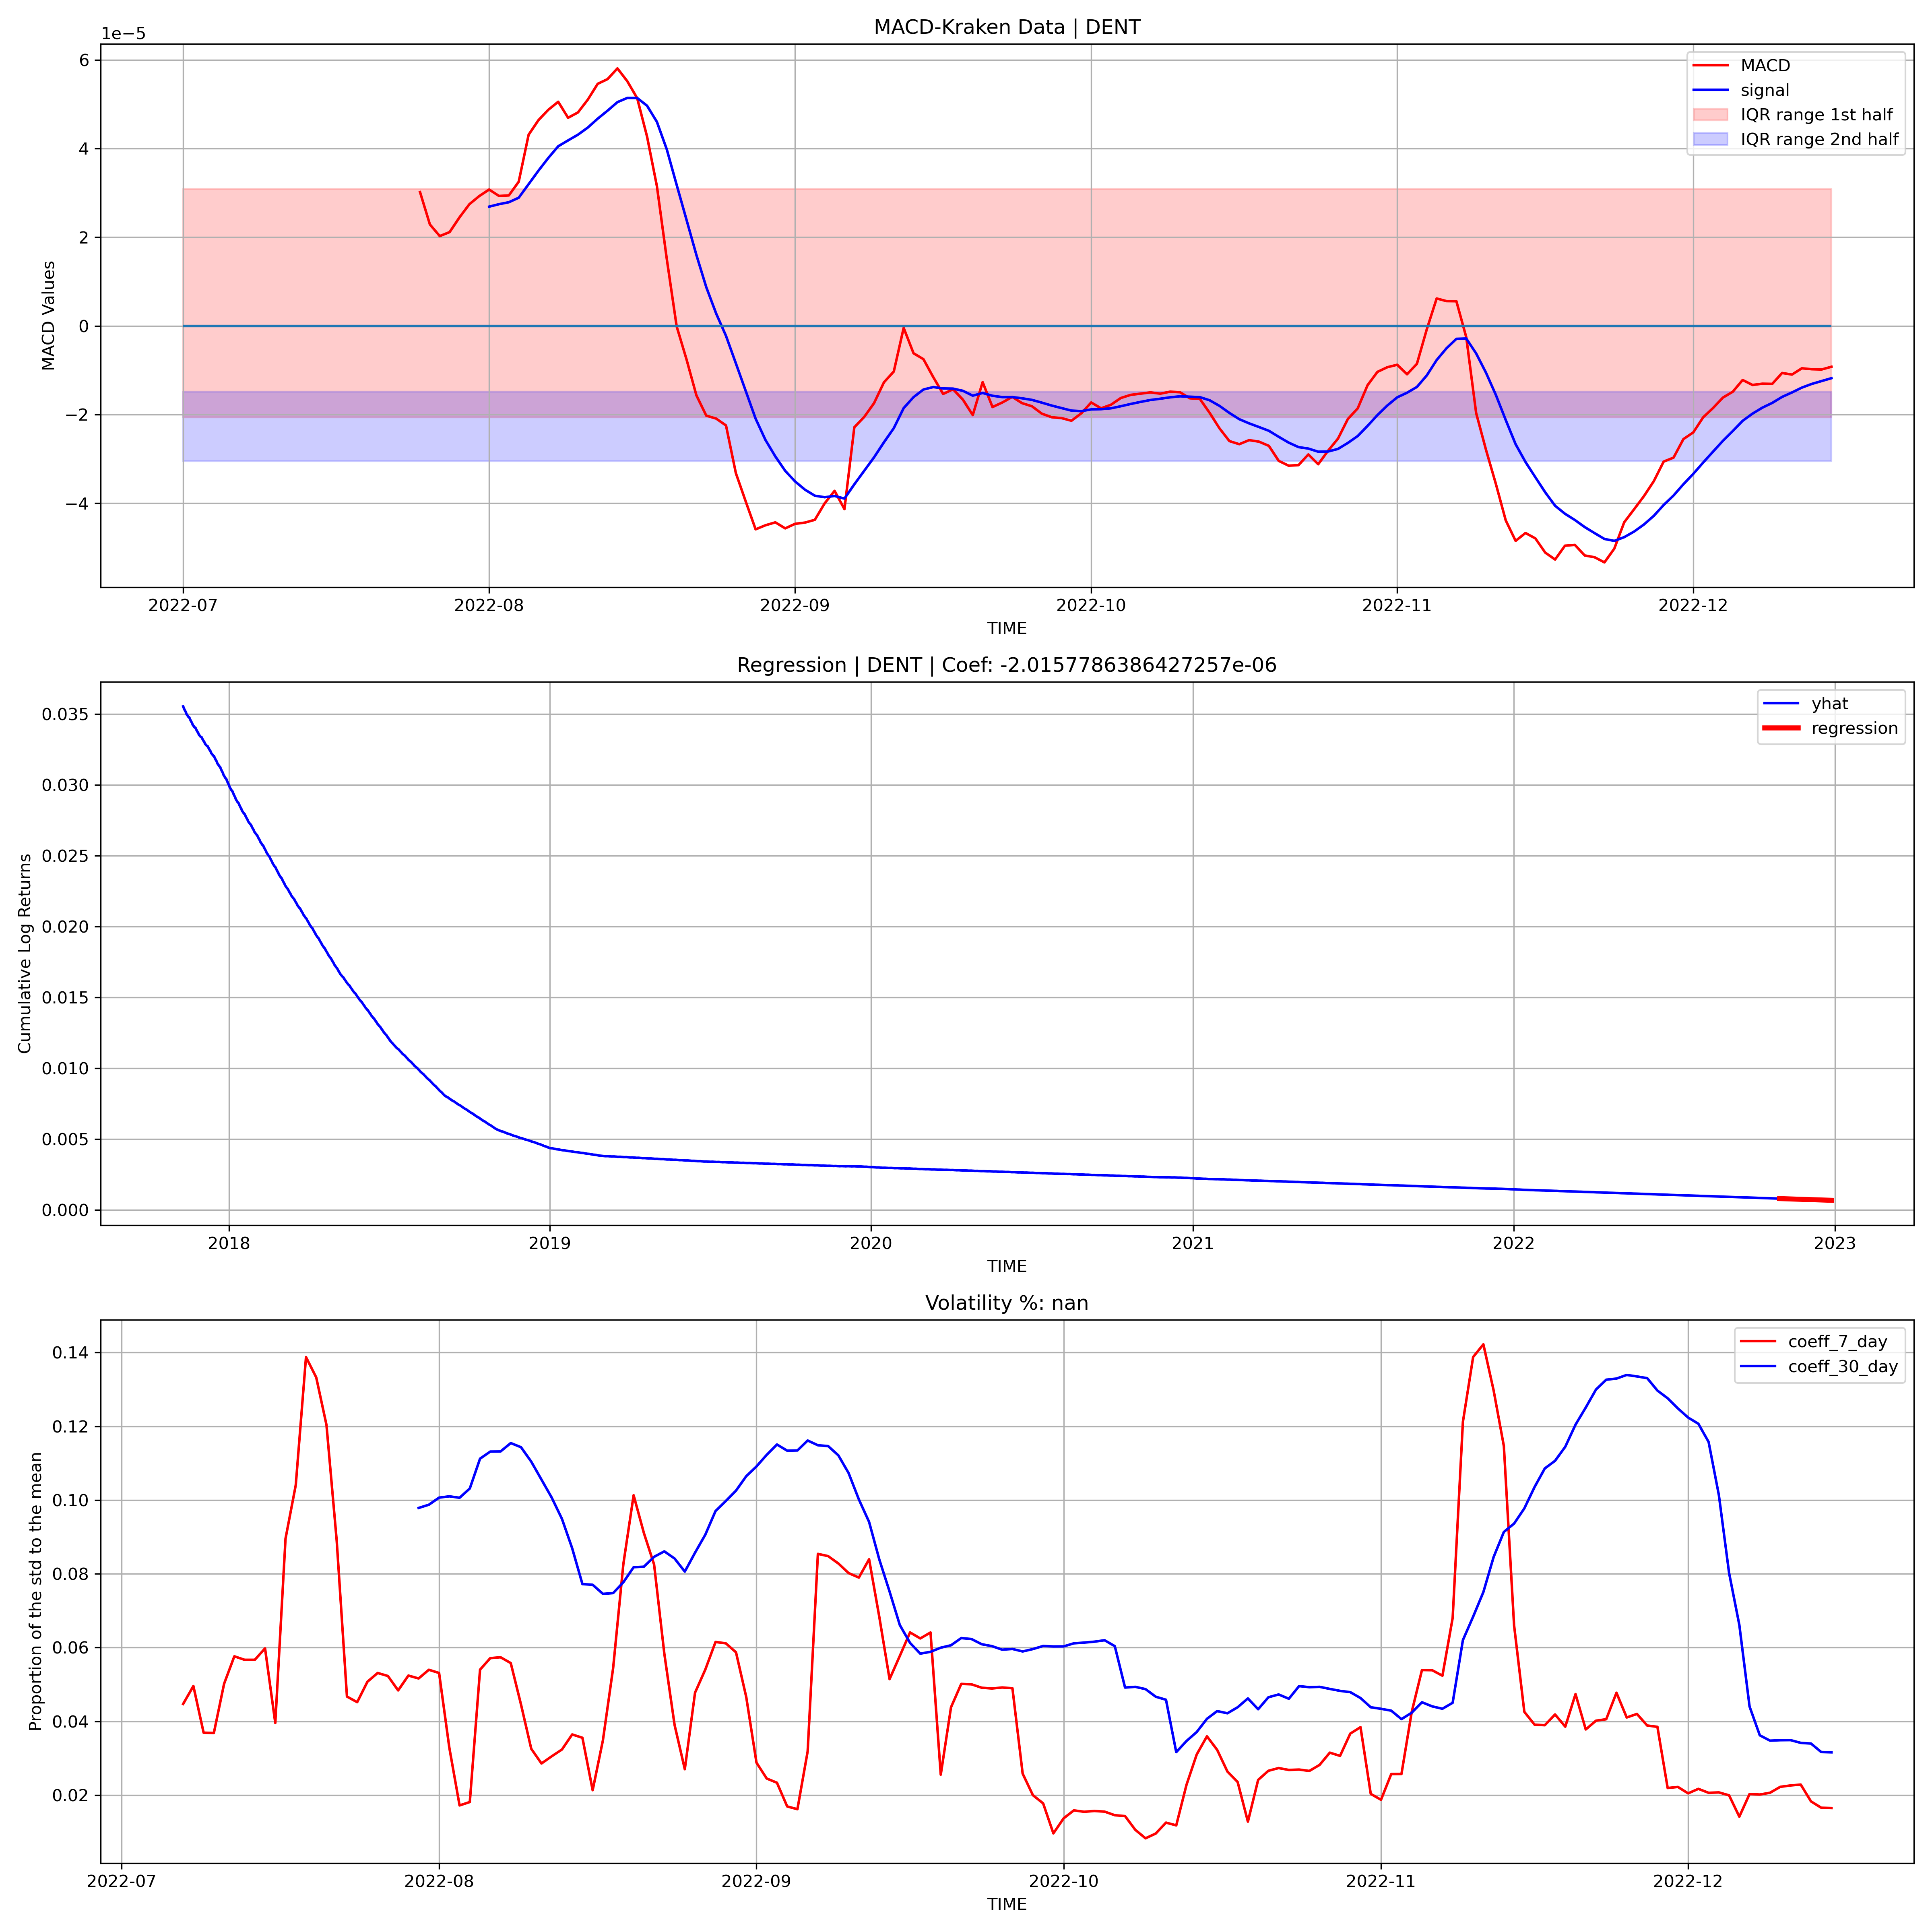 MACD-Kraken Data | DENT
1e−5
6
4
2
0
−2
−4
MACD Values
MACD
signal
IQR range 1st half
IQR range 2nd half
2022-07 2022-08 2022-09 2022-10 2022-11 2022-12
TIME
Regression | DENT | Coef: -2.0157786386427257e-06
0.035
0.030
0.025
0.020
0.015
0.010
0.005
0.000
Cumulative Log Returns
yhat
regression
2018 2019 2020 2021 2022 2023
TIME
Volatility %: nan
0.14
0.12
0.10
0.08
0.06
0.04
0.02
Proportion of the std to the mean
coeff_7_day
coeff_30_day
2022-07 2022-08 2022-09 2022-10 2022-11 2022-12
TIME